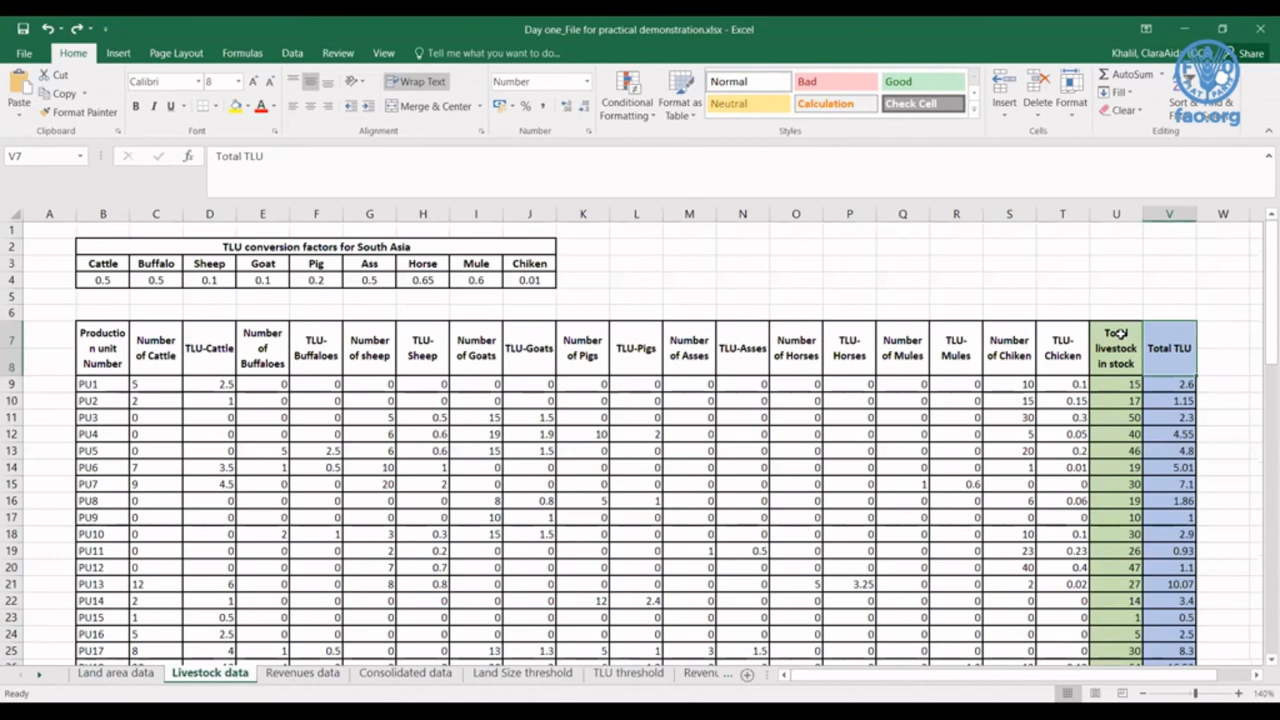 Day one_File for practical demonstration.xlsx - Excel
File Home Insert Page Layout Formulas Data Review View Tell me what you want to do...
Share
Paste
Cut
Copy
Format Painter
Calibri 8
B I U
Wrap Text
Merge & Center
Number
Conditional Formatting
Format as Table
Normal Bad Good
Neutral Calculation Check Cell
Insert Delete Format
AutoSum
Fill
Clear
fao.org
Clipboard Font Alignment Number Styles Cells Editing
V7 fx Total TLU
A B C D E F G H I J K L M N O P Q R S T U V W
1
2 TLU conversion factors for South Asia
3 Cattle Buffalo Sheep Goat Pig Ass Horse Mule Chiken
4 0.5 0.5 0.1 0.1 0.2 0.5 0.65 0.6 0.01
5
6
7 8 Production unit Number Number of Cattle TLU-Cattle Number of Buffaloes TLU-Buffaloes Number of sheep TLU-Sheep Number of Goats TLU-Goats Number of Pigs TLU-Pigs Number of Asses TLU-Asses Number of Horses TLU-Horses Number of Mules TLU-Mules Number of Chiken TLU-Chicken livestock in stock Total TLU
9 PU1 5 2.5 0 0 0 0 0 0 0 0 0 0 0 0 0 0 10 0.1 15 2.6
10 PU2 2 1 0 0 0 0 0 0 0 0 0 0 0 0 0 0 15 0.15 17 1.15
11 PU3 0 0 0 0 5 0.5 15 1.5 0 0 0 0 0 0 0 0 30 0.3 50 2.3
12 PU4 0 0 0 0 6 0.6 19 1.9 10 2 0 0 0 0 0 0 5 0.05 40 4.55
13 PU5 0 0 5 2.5 6 0.6 15 1.5 0 0 0 0 0 0 0 0 20 0.2 46 4.8
14 PU6 7 3.5 1 0.5 10 1 0 0 0 0 0 0 0 0 0 0 1 0.01 19 5.01
15 PU7 9 4.5 0 0 20 2 0 0 0 0 0 0 0 0 1 0.6 0 0 30 7.1
16 PU8 0 0 0 0 0 0 8 0.8 5 1 0 0 0 0 0 0 6 0.06 19 1.86
17 PU9 0 0 0 0 0 0 10 1 0 0 0 0 0 0 0 0 0 0 10 1
18 PU10 0 0 2 1 3 0.3 15 1.5 0 0 0 0 0 0 0 0 10 0.1 30 2.9
19 PU11 0 0 0 0 2 0.2 0 0 0 0 1 0.5 0 0 0 0 23 0.23 26 0.93
20 PU12 0 0 0 0 7 0.7 0 0 0 0 0 0 0 0 0 0 40 0.4 47 1.1
21 PU13 12 6 0 0 8 0.8 0 0 0 0 0 0 5 3.25 0 0 2 0.02 27 10.07
22 PU14 2 1 0 0 0 0 0 0 12 2.4 0 0 0 0 0 0 0 0 14 3.4
23 PU15 1 0.5 0 0 0 0 0 0 0 0 0 0 0 0 0 0 0 0 1 0.5
24 PU16 5 2.5 0 0 0 0 0 0 0 0 0 0 0 0 0 0 0 0 5 2.5
25 PU17 8 4 1 0.5 0 0 13 1.3 5 1 3 1.5 0 0 0 0 0 0 30 8.3
Land area data Livestock data Revenues data Consolidated data Land Size threshold TLU threshold Revenu ...
Ready 140%